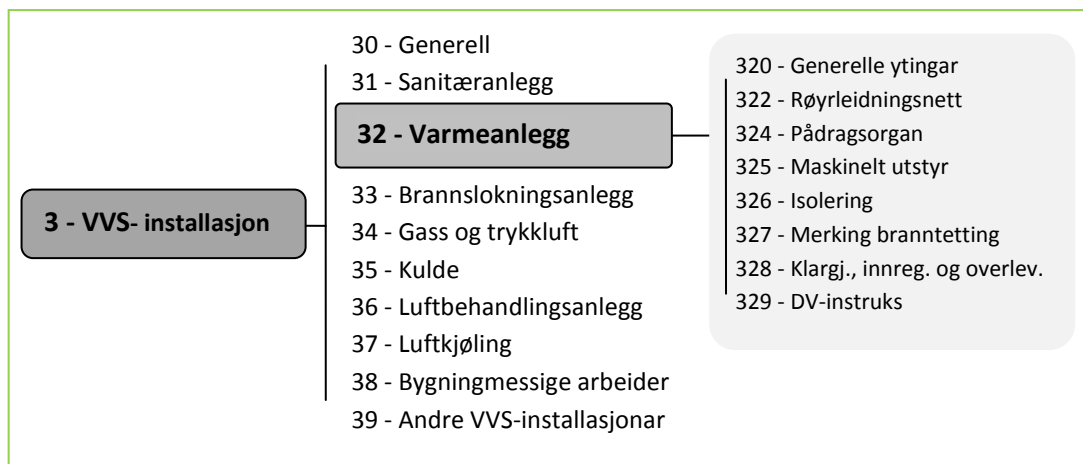 3 - VVS- installasjon
30 - Generell
31 - Sanitæranlegg
32 - Varmeanlegg
33 - Brannslokningsanlegg
34 - Gass og trykkluft
35 - Kulde
36 - Luftbehandlingsanlegg
37 - Luftkjøling
38 - Bygningmessige arbeider
39 - Andre VVS-installasjonar
320 - Generelle ytingar
322 - Røyrleidningsnett
324 - Pådragsorgan
325 - Maskinelt utstyr
326 - Isolering
327 - Merking branntetting
328 - Klargj., innreg. og overlev.
329 - DV-instruks